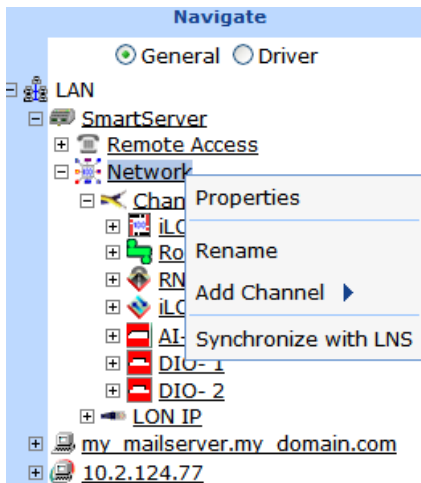 Navigate
General Driver
LAN
SmartServer
Remote Access
Network
Properties
Rename
Add Channel
Synchronize with LNS
DIO- 1
DIO- 2
LON IP
my_mailserver.my_domain.com
10.2.124.77